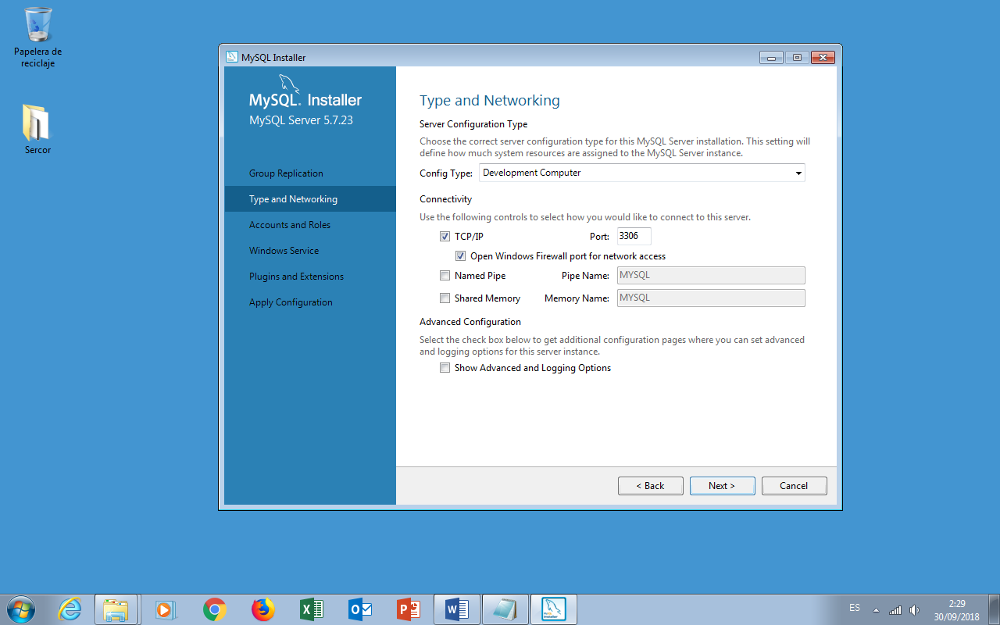 Papelera de
reciclaje
Sercor
MySQL Installer
MySQL. Installer
MySQL Server 5.7.23
Group Replication
Type and Networking
Accounts and Roles
Windows Service
Plugins and Extensions
Apply Configuration
Type and Networking
Server Configuration Type
Choose the correct server configuration type for this MySQL Server installation. This setting will
define how much system resources are assigned to the MySQL Server instance.
Config Type: Development Computer
Connectivity
Use the following controls to select how you would like to connect to this server.
TCP/IP Port: 3306
Open Windows Firewall port for network access
Named Pipe Pipe Name: MYSQL
Shared Memory Memory Name: MYSQL
Advanced Configuration
Select the check box below to get additional configuration pages where you can set advanced
and logging options for this server instance.
Show Advanced and Logging Options
< Back Next > Cancel
ES 2:29
30/09/2018